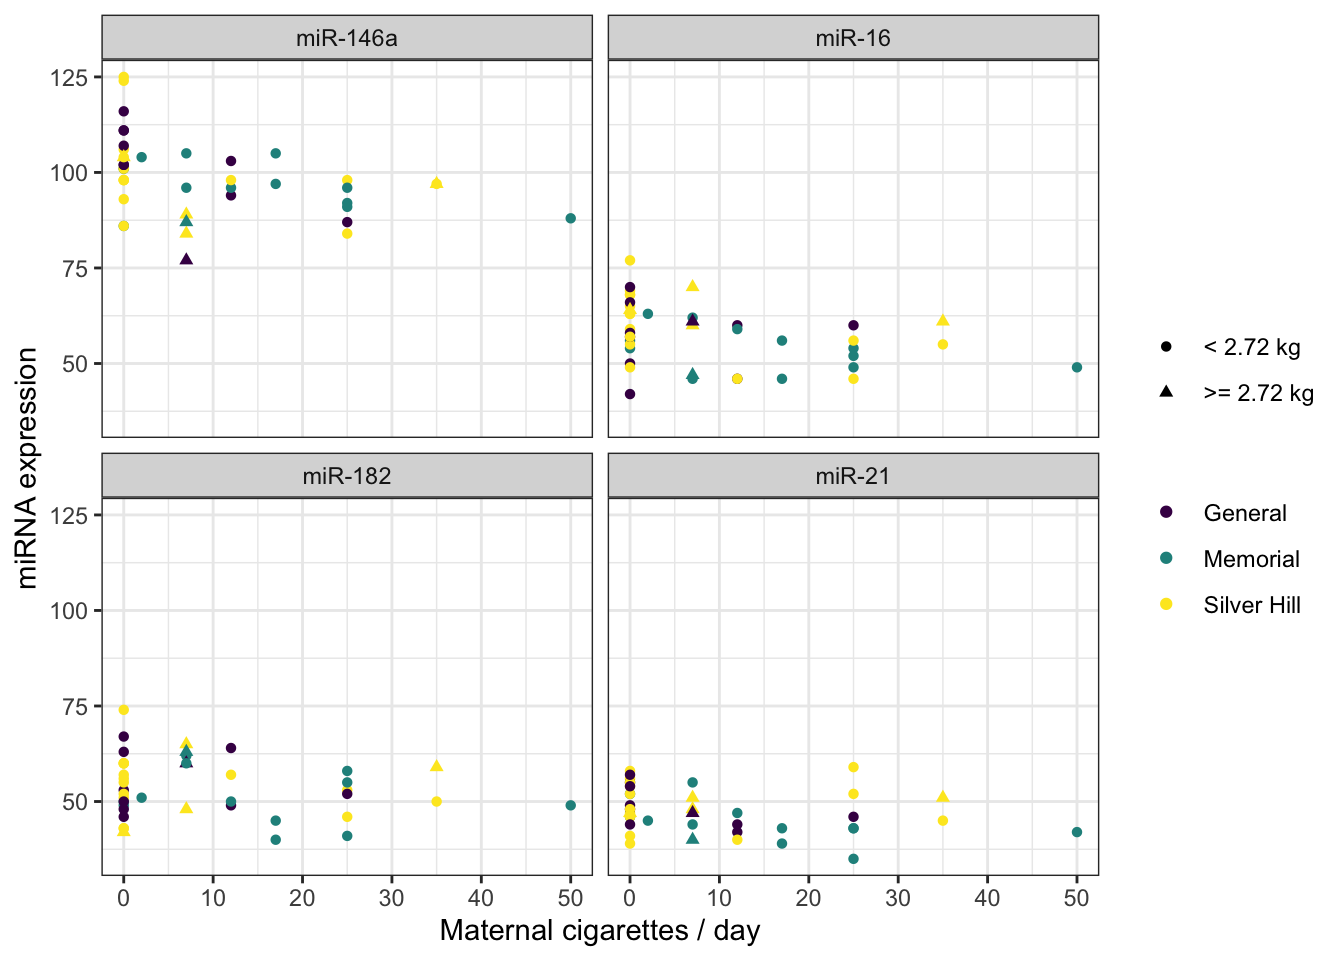 miR-146a
miR-16
125
100
75
50
miR-182
miR-21
125
100
75
50
0 10 20 30 40 50
0 10 20 30 40 50
Maternal cigarettes / day
miRNA expression
< 2.72 kg
>= 2.72 kg
General
Memorial
Silver Hill